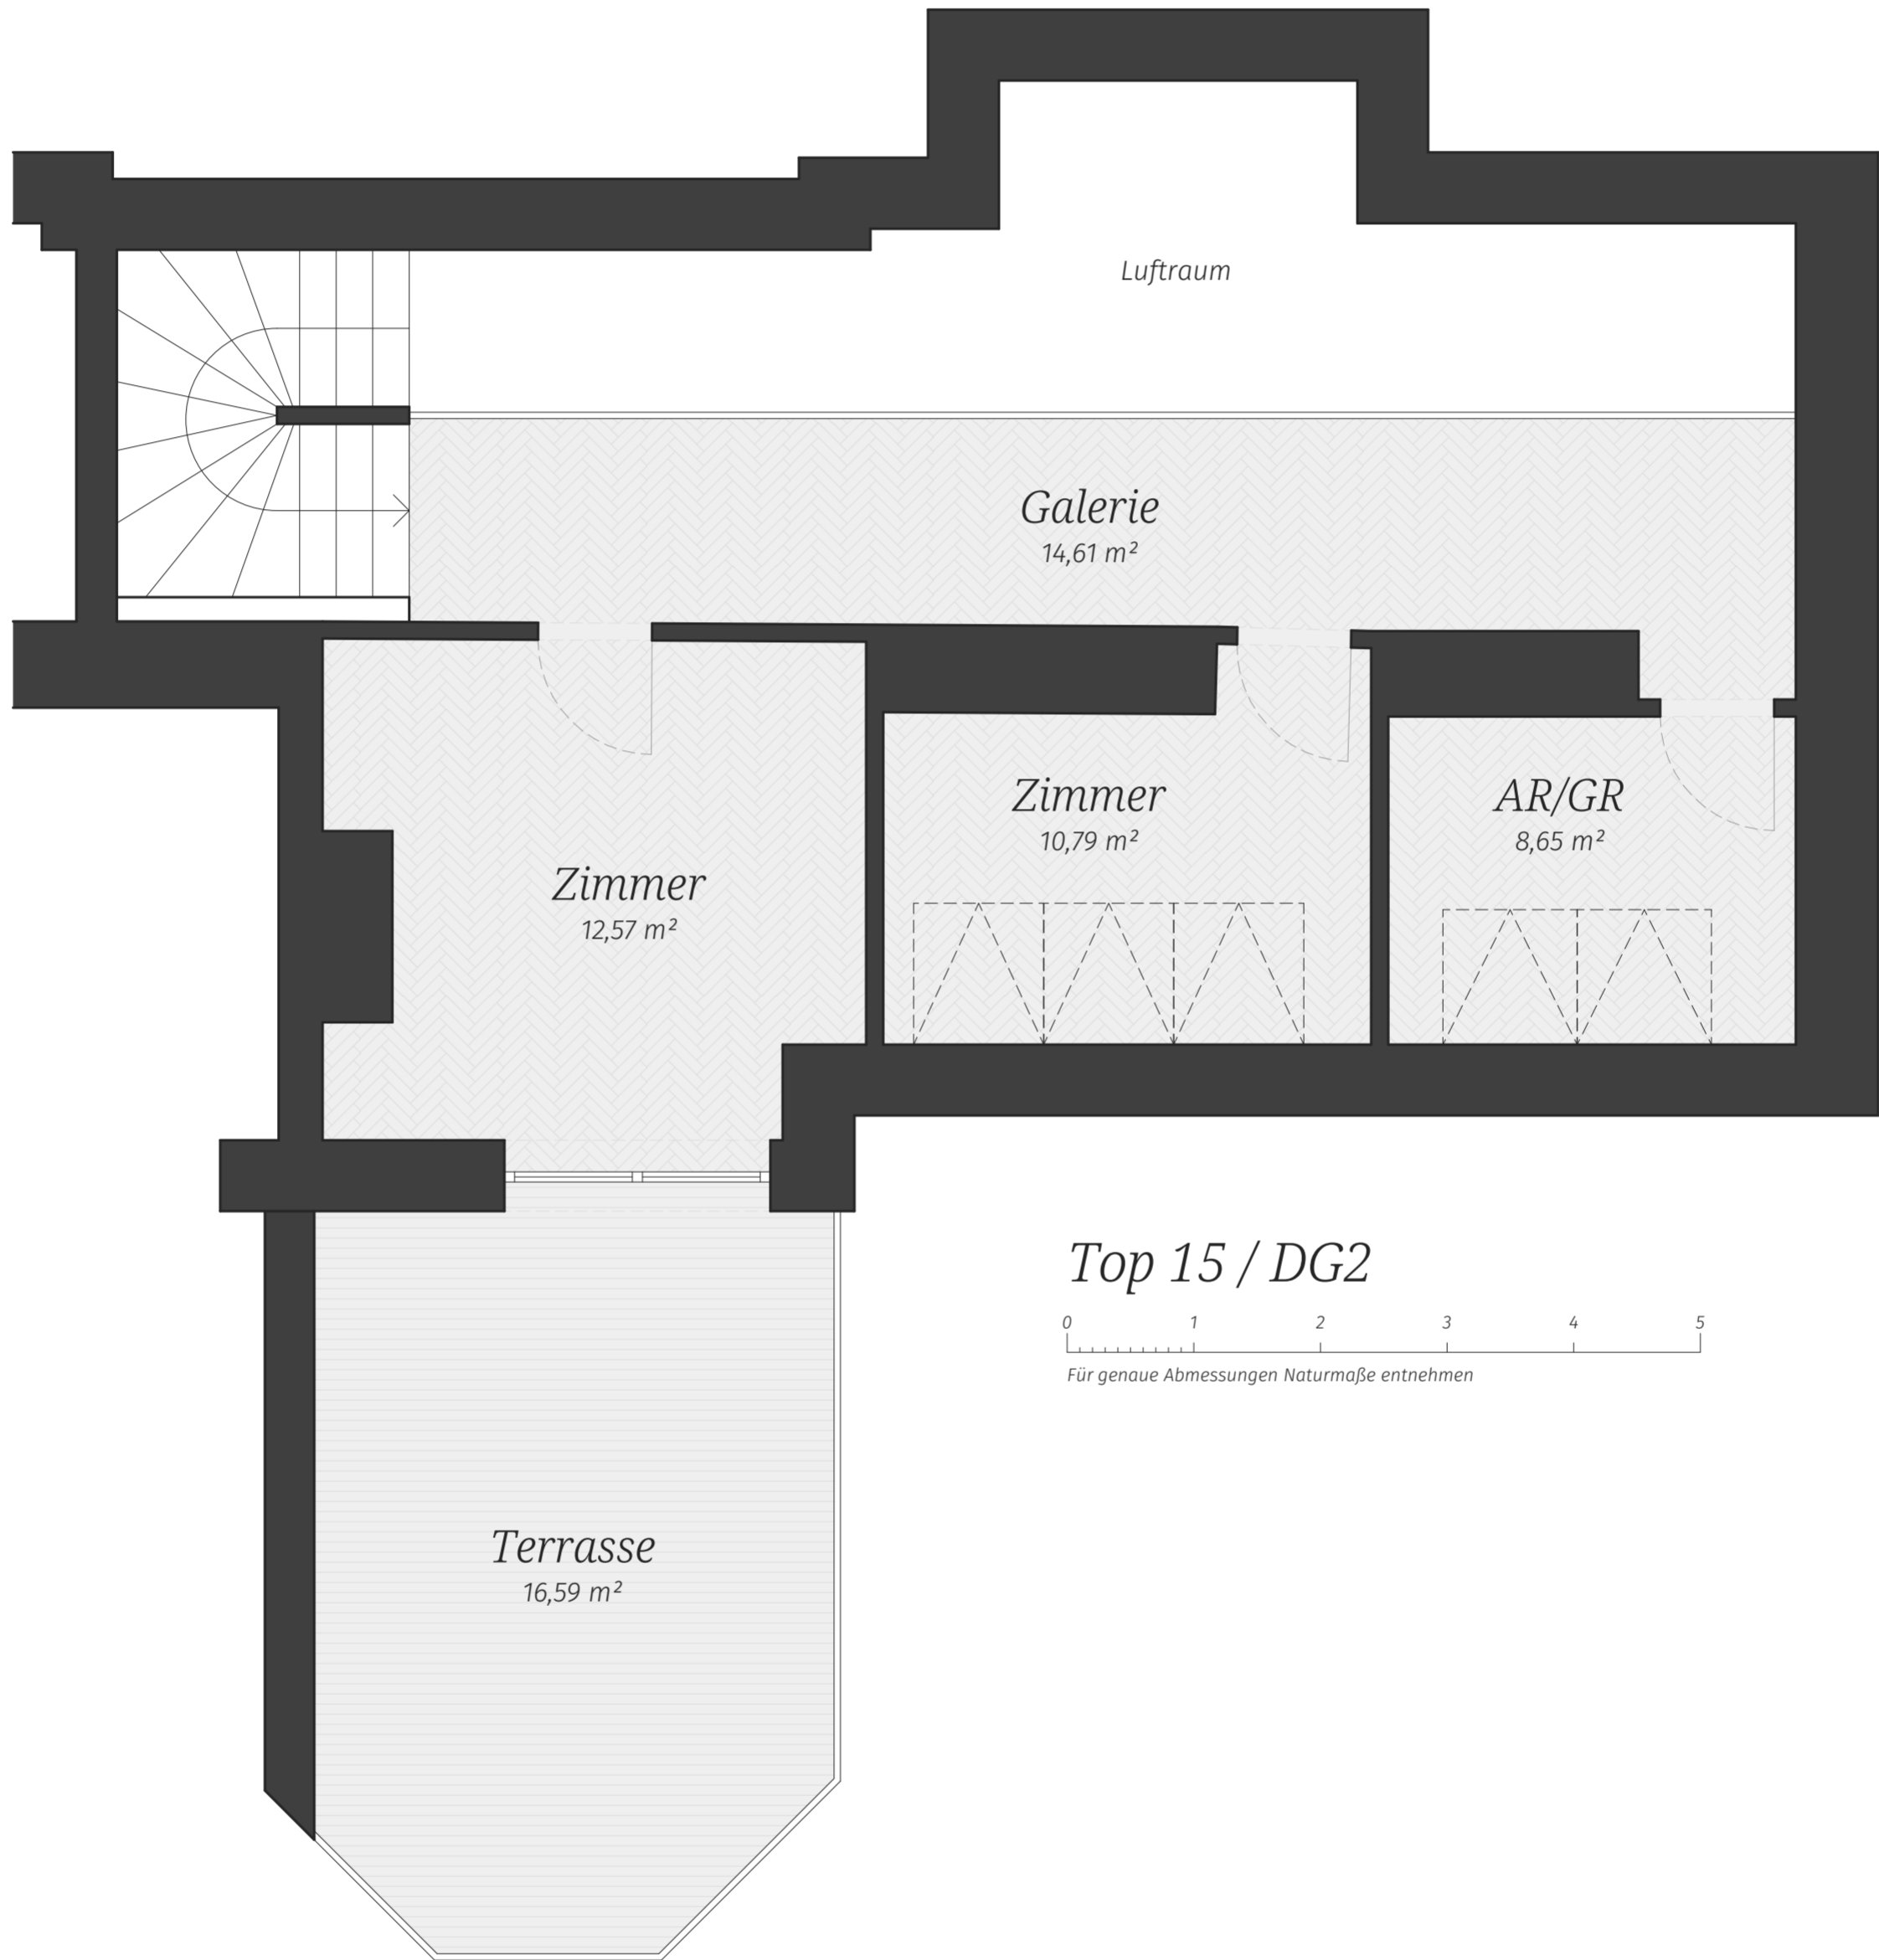 Luftraum
Galerie
14,61 m²
Zimmer
10,79 m²
AR/GR
8,65 m²
Zimmer
12,57 m²
Top 15 / DG2
0 1 2 3 4 5
Für genaue Abmessungen Naturmaße entnehmen
Terrasse
16,59 m²